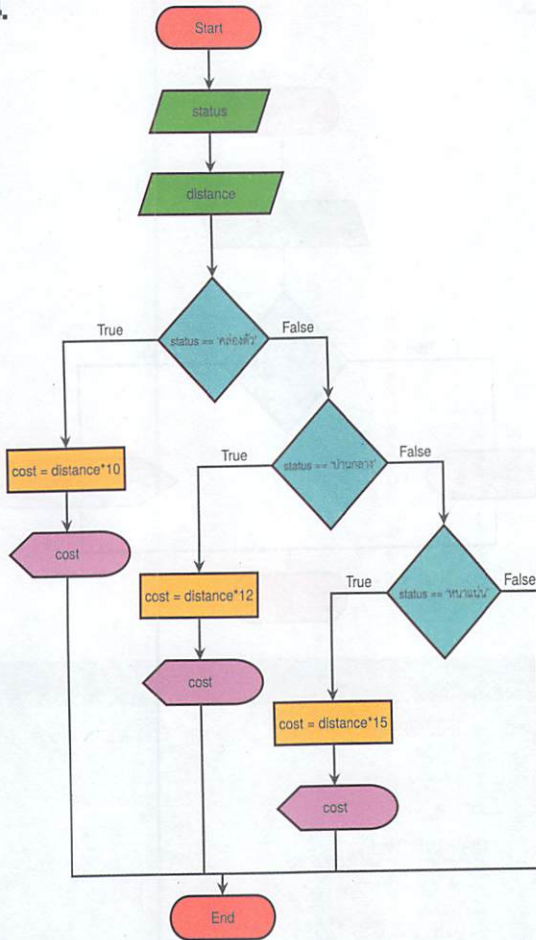 Start
status
distance
True
status == 'คล่องตัว'
False
cost = distance*10
True
status == 'ปานกลาง'
False
cost
cost = distance*12
True
status == 'หนาแน่น'
False
cost
cost = distance*15
cost
End